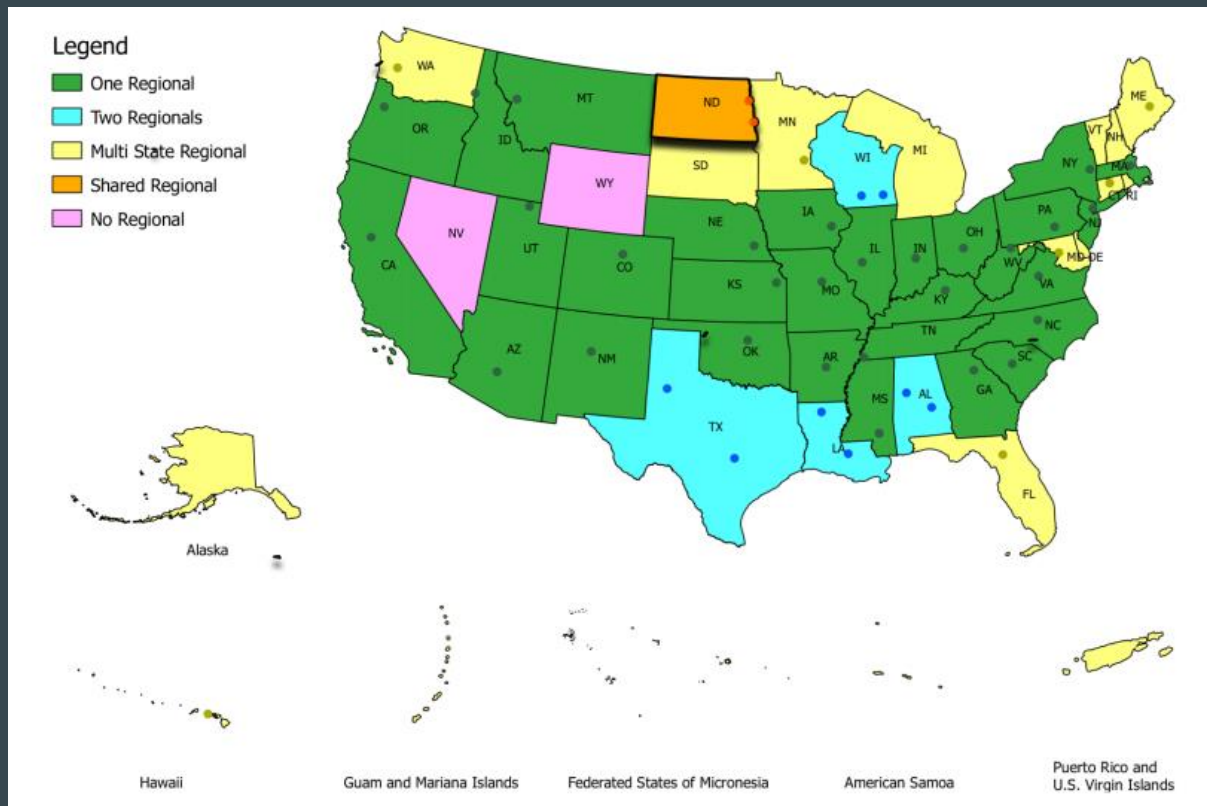 Legend
One Regional
Two Regionals
Multi State Regional
Shared Regional
No Regional
WA
MT
ND
MN
ME
VT
NH
OR
ID
WI
MI
NY
MA
SD
WY
CT
RI
IA
PA
NJ
NV
NE
OH
UT
IL
IN
MD
DE
CA
CO
WV
KS
MO
VA
KY
NC
TN
AZ
NM
OK
AR
SC
MS
AL
GA
TX
LA
FL
Alaska
Hawaii
Guam and Mariana Islands
Federated States of Micronesia
American Samoa
Puerto Rico and
U.S. Virgin Islands